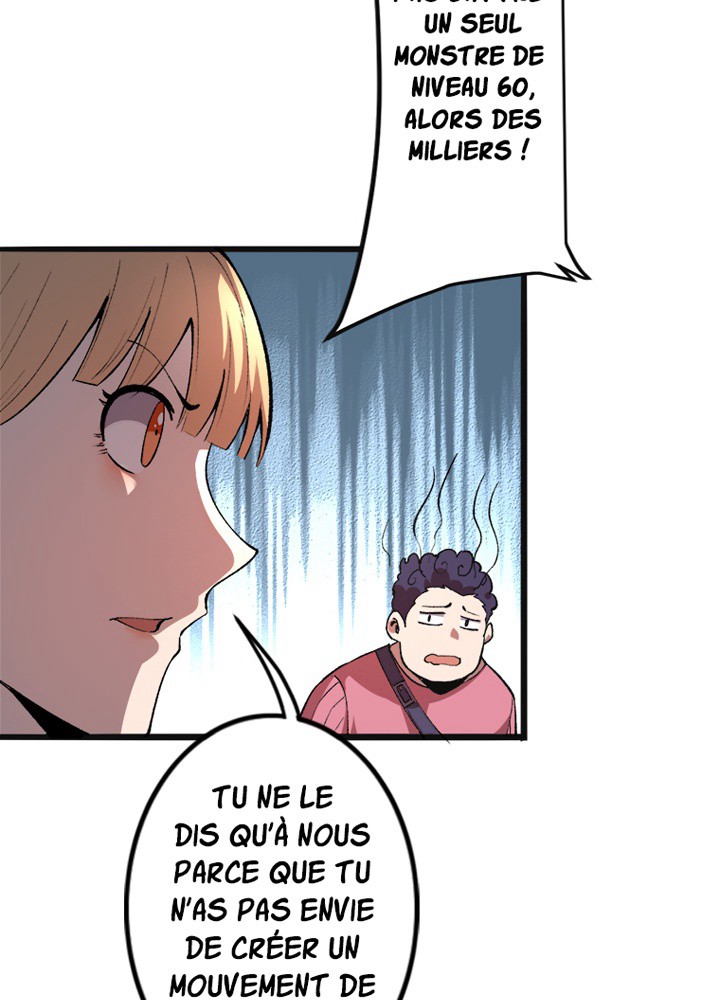 UN SEUL
MONSTRE DE
NIVEAU 60,
ALORS DES
MILLIERS !
TU NE LE
DIS QU'À NOUS
PARCE QUE TU
N'AS PAS ENVIE
DE CRÉER UN
MOUVEMENT DE